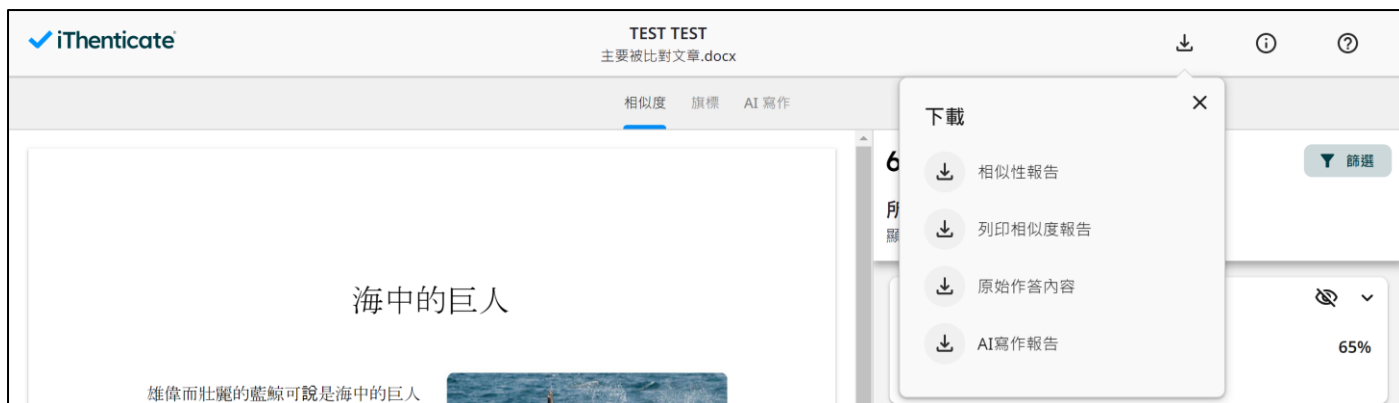 iThenticate
TEST TEST
主要被比對文章.docx
相似度 旗標 AI 寫作
下載
相似性報告
列印相似度報告
原始作答內容
AI寫作報告
6
所
顯
篩選
65%
海中的巨人
雄偉而壯麗的藍鯨可說是海中的巨人